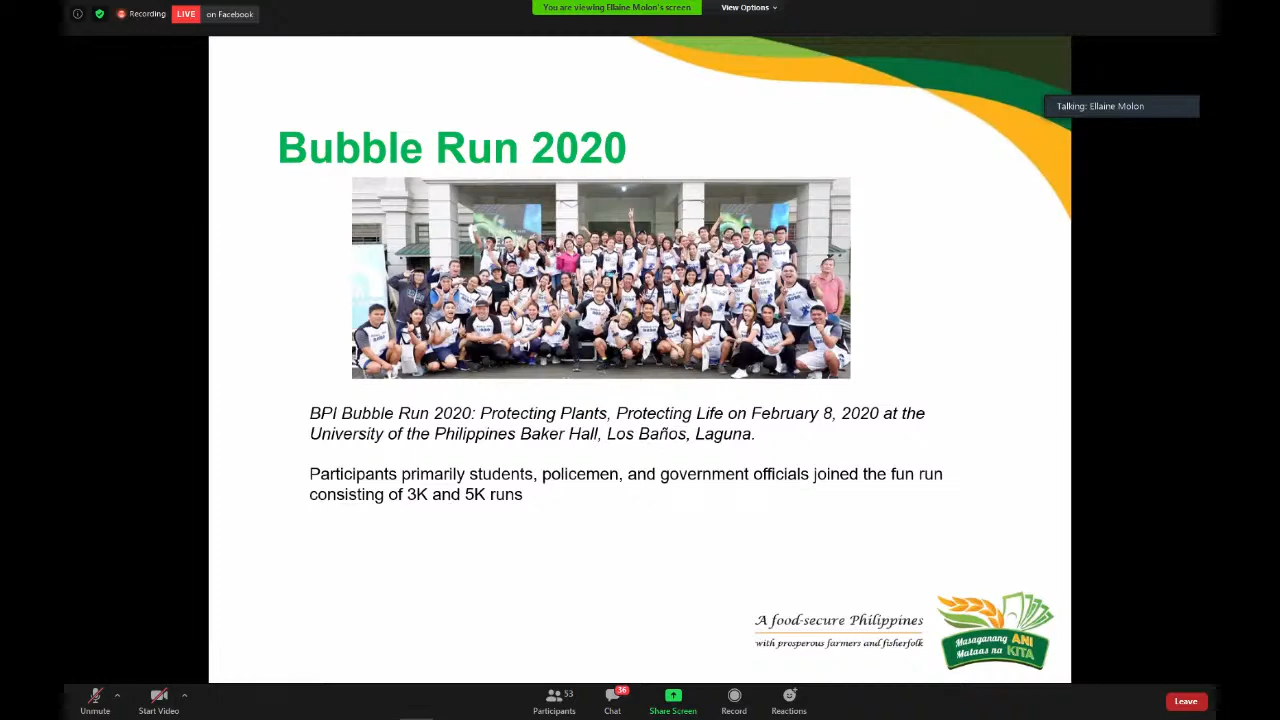 Recording
LIVE
on Facebook
You are viewing Ellaine Molon's screen
View Options
Talking: Ellaine Molon
Bubble Run 2020
BPI Bubble Run 2020: Protecting Plants, Protecting Life on February 8, 2020 at the
University of the Philippines Baker Hall, Los Baños, Laguna.
Participants primarily students, policemen, and government officials joined the fun run
consisting of 3K and 5K runs
A food-secure Philippines
with prosperous farmers and fisherfolk
Masaganang ANI
Mataas na KITA
Unmute
Start Video
53
Participants
36
Chat
Share Screen
Record
Reactions
Leave